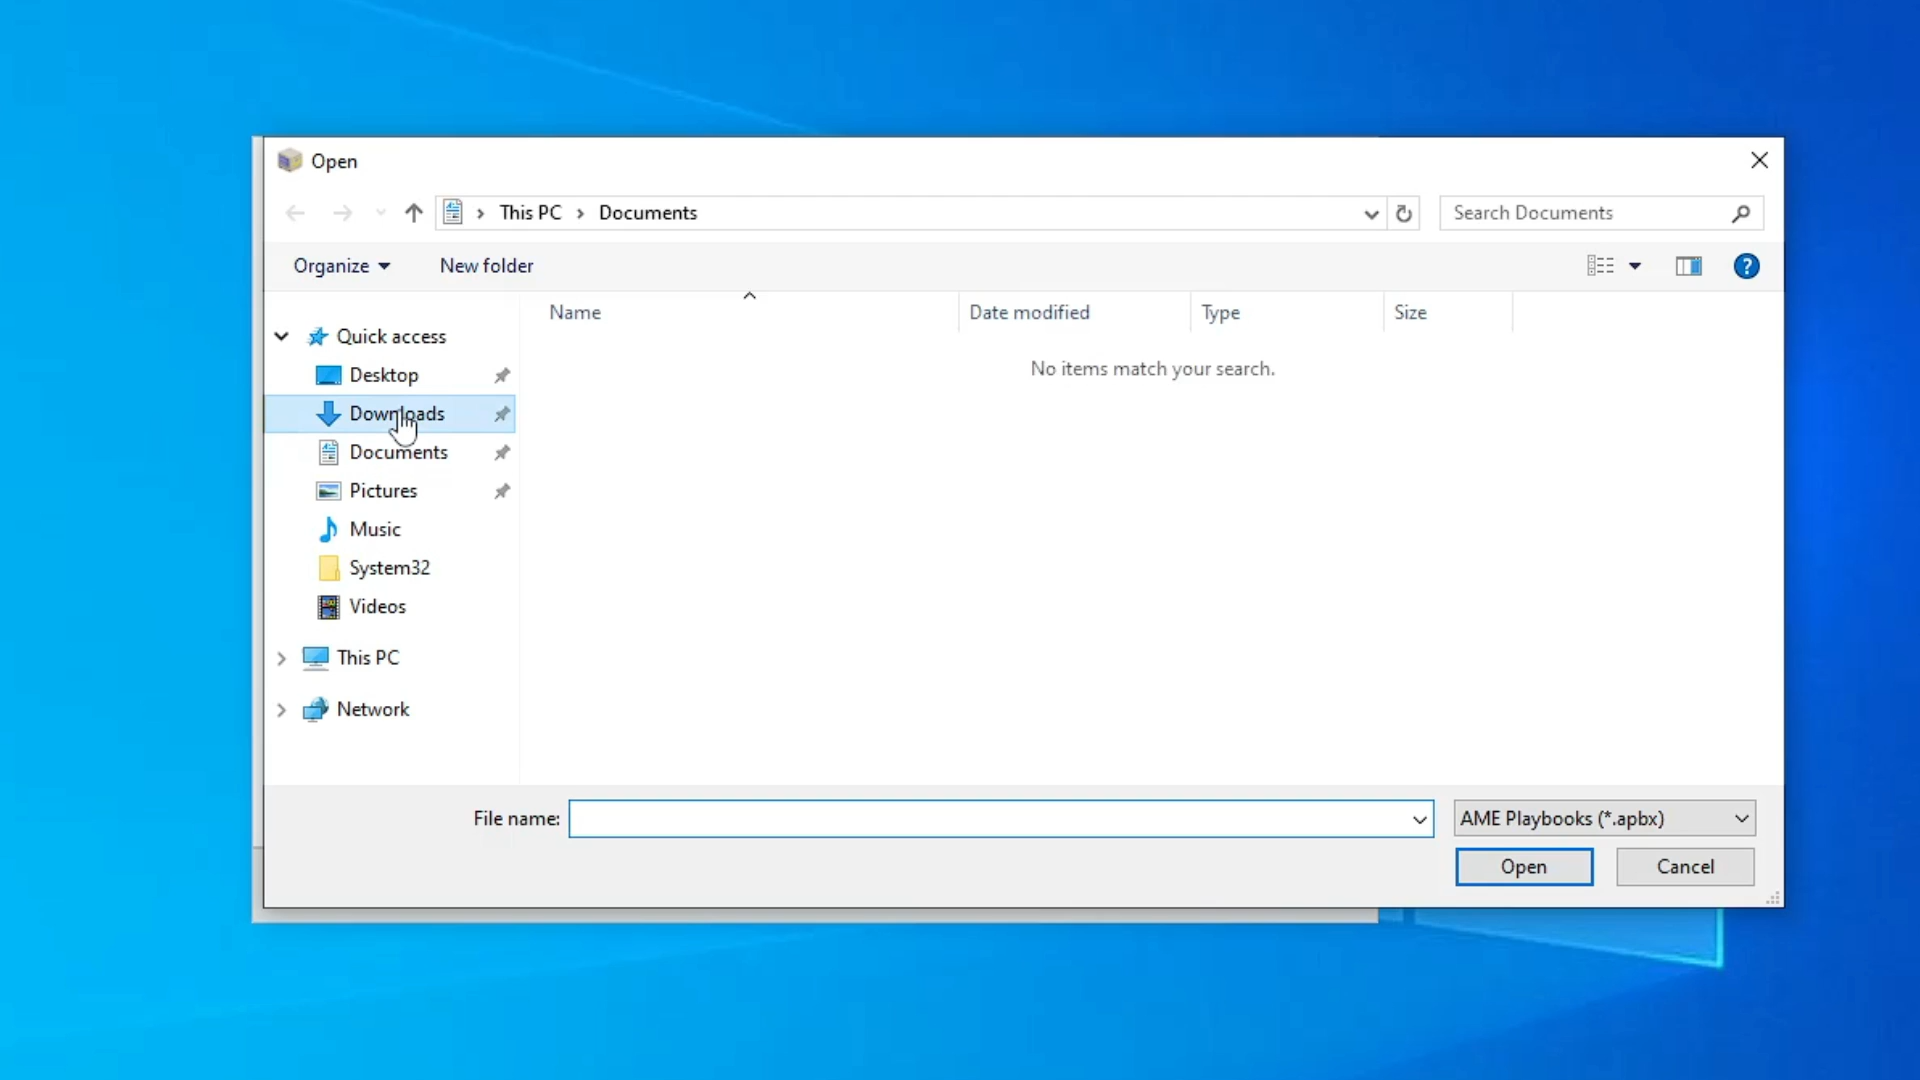 Open
This PC > Documents
Search Documents
Organize
New folder
Name
Date modified
Type
Size
No items match your search.
Quick access
Desktop
Downloads
Documents
Pictures
Music
System32
Videos
This PC
Network
File name:
AME Playbooks (*.apbx)
Open
Cancel